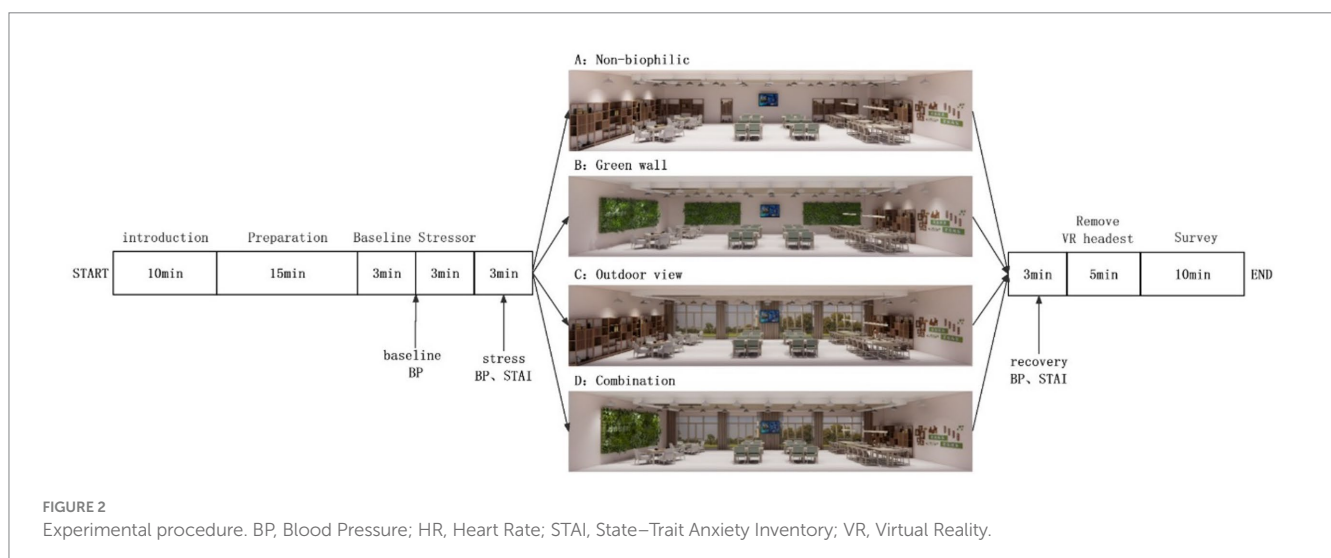 A: Non-biophilic
B: Green wall
Remove
introduction Preparation Baseline Stressor VR headest Survey
START 10min 15min 3min 3min 3min 3min 5min 10min END
C: Outdoor view
baseline
BP
stress
BP、STAI
recovery
BP、STAI
D: Combination
FIGURE 2
Experimental procedure. BP, Blood Pressure; HR, Heart Rate; STAI, State–Trait Anxiety Inventory; VR, Virtual Reality.